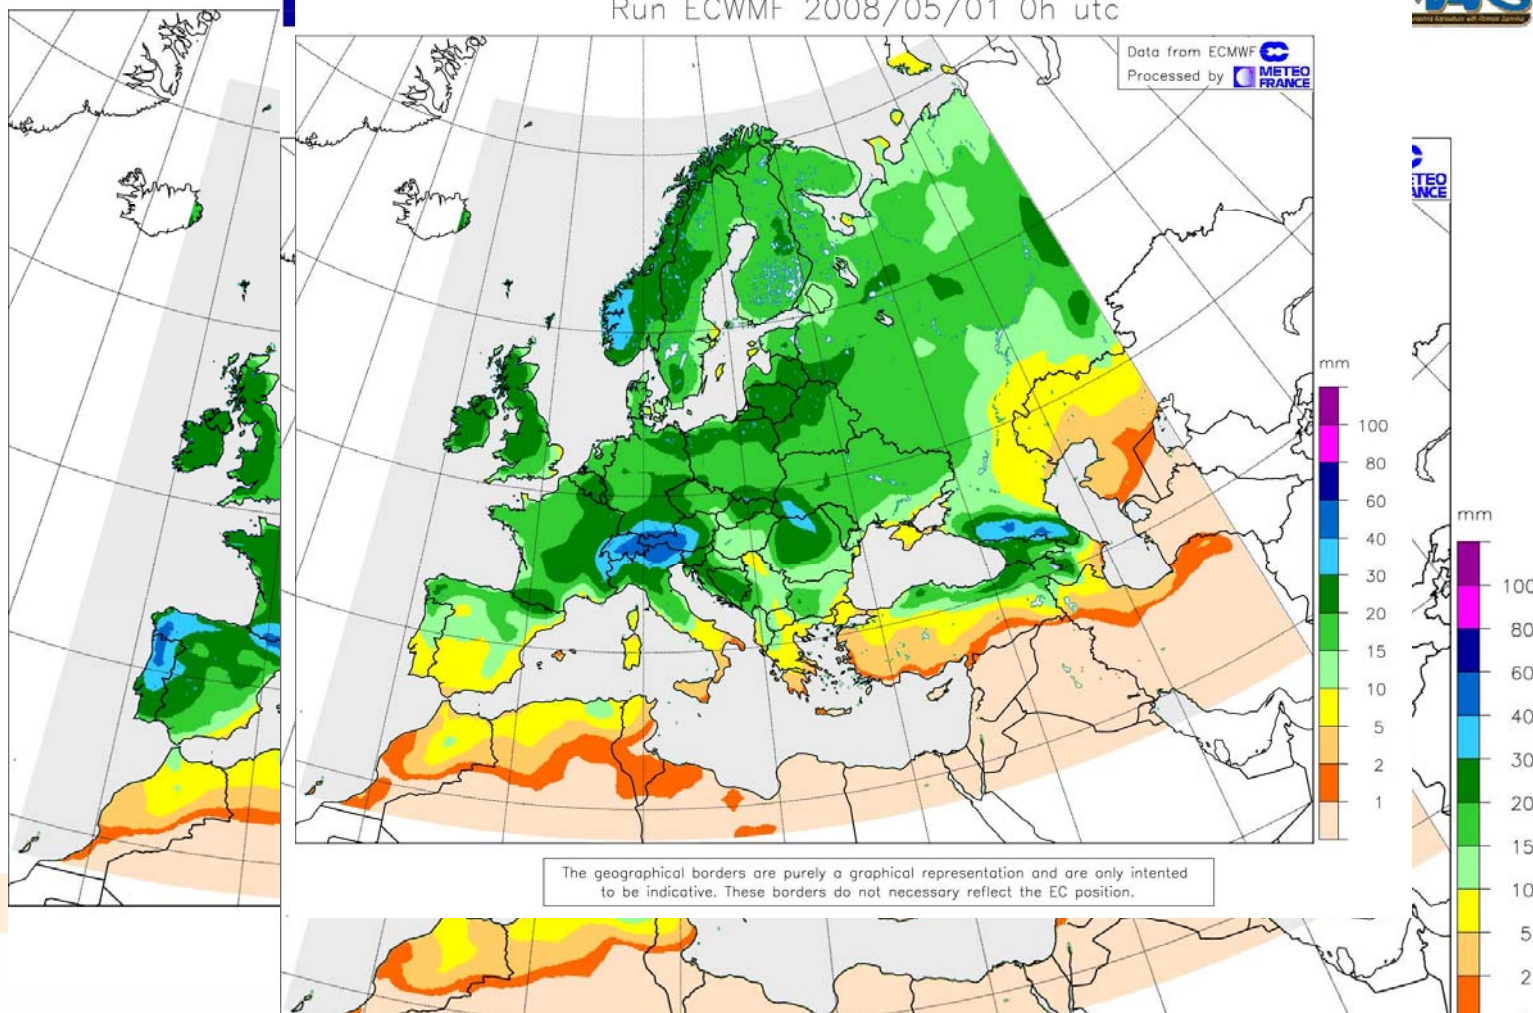 Run ECWMF 2008/05/01 0h utc
Data from ECMWF
Processed by METEO FRANCE
mm
100
80
60
40
30
20
15
10
5
2
1
The geographical borders are purely a graphical representation and are only intented
to be indicative. These borders do not necessary reflect the EC position.
ETEO
ANCE
mm
100
80
60
40
30
20
15
10
5
2